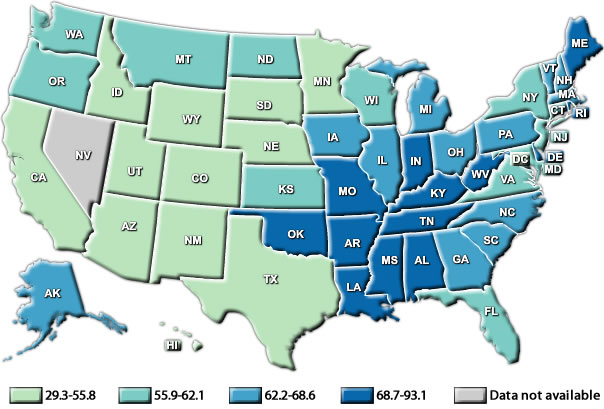 WA
MT
ND
MN
ME
VT
NH
OR
ID
SD
WI
NY
MA
CT
RI
WY
MI
PA
NJ
IA
NE
IL
IN
OH
DE
NV
UT
CO
DC
MD
WV
VA
CA
KS
MO
KY
NC
TN
AZ
NM
OK
AR
SC
MS
AL
GA
TX
LA
AK
FL
HI
29.3-55.8
55.9-62.1
62.2-68.6
68.7-93.1
Data not available